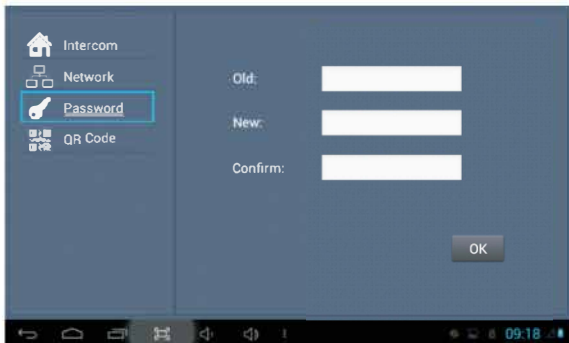 Intercom
Network
Password
QR Code
Old:
New:
Confirm:
OK
09:18